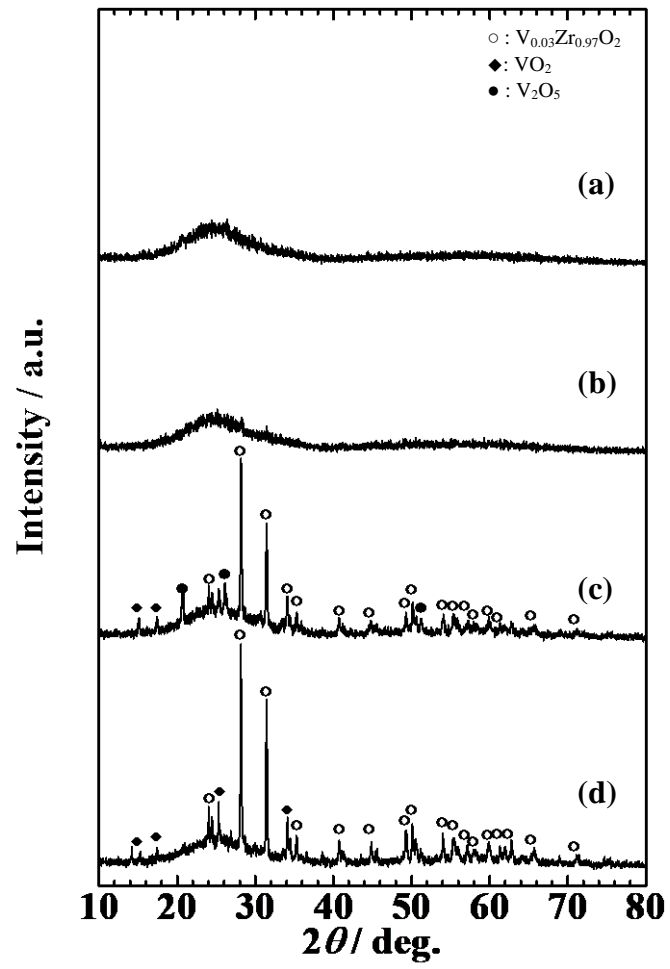 ○ : V₀.₀₃Zr₀.₉₇O₂
◆ : VO₂
● : V₂O₅
(a)
(b)
(c)
(d)
Intensity / a.u.
10 20 30 40 50 60 70 80
2θ / deg.